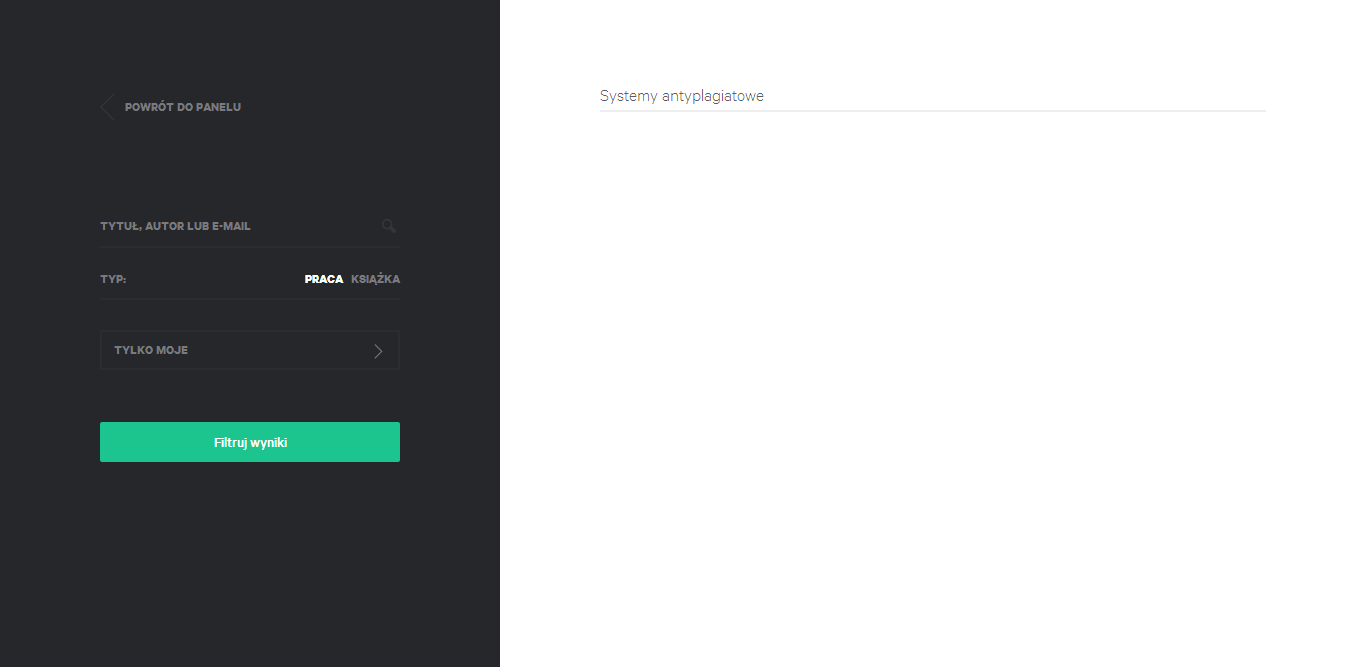 POWRÓT DO PANELU
TYTUŁ, AUTOR LUB E-MAIL
TYP: PRACA KSIĄŻKA
TYLKO MOJE
Filtruj wyniki
Systemy antyplagiatowe